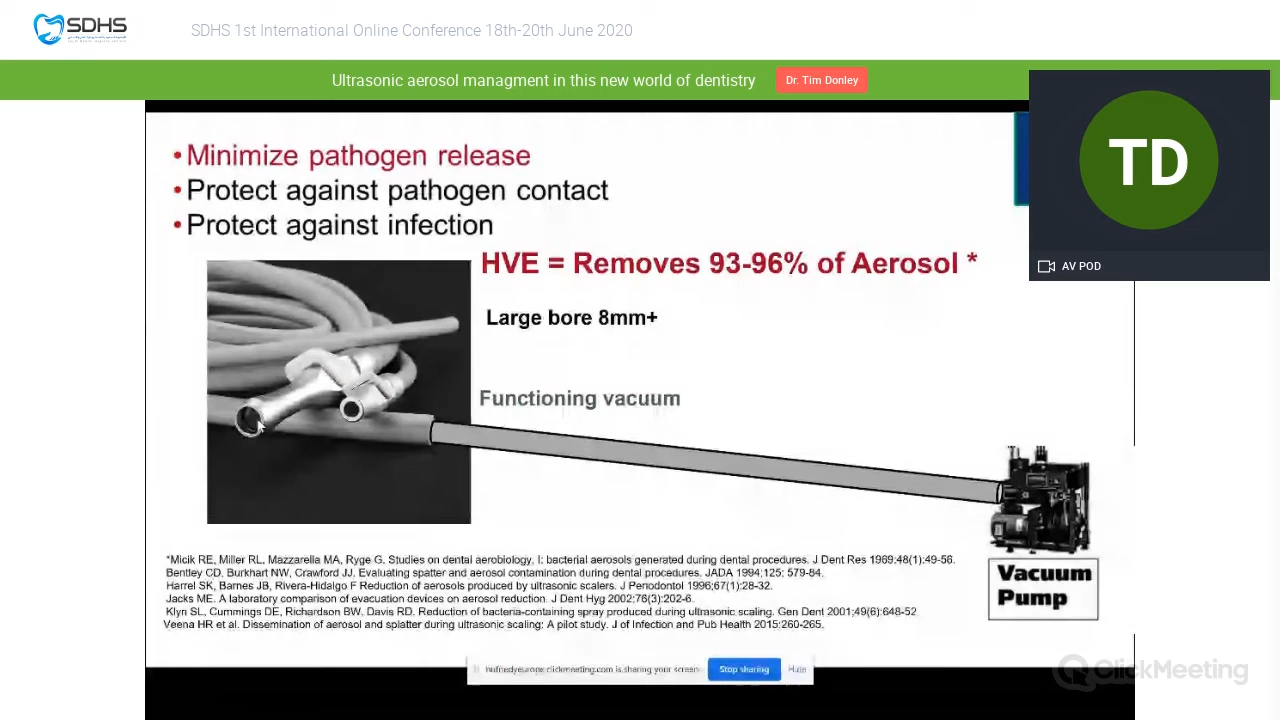 SDHS
SDHS 1st International Online Conference 18th-20th June 2020
Ultrasonic aerosol managment in this new world of dentistry
Dr. Tim Donley
TD
AV POD
•Minimize pathogen release
•Protect against pathogen contact
•Protect against infection
HVE = Removes 93-96% of Aerosol *
Large bore 8mm+
Functioning vacuum
Vacuum
Pump
*Micik RE, Miller RL, Mazzarella MA, Ryge G. Studies on dental aerobiology, I: bacterial aerosols generated during dental procedures. J Dent Res 1969;48(1):49-56.
Bentley CD, Burkhart NW, Crawford JJ. Evaluating spatter and aerosol contamination during dental procedures. JADA 1994;125: 579-84.
Harrel SK, Barnes JB, Rivera-Hidalgo F Reduction of aerosols produced by ultrasonic scalers. J Periodontol 1996;67(1):28-32.
Jacks ME. A laboratory comparison of evacuation devices on aerosol reduction. J Dent Hyg 2002;76(3):202-6.
Klyn SL, Cummings DE, Richardson BW, Davis RD. Reduction of bacteria-containing spray produced during ultrasonic scaling. Gen Dent 2001;49(6):648-52.
Veena HR et al. Dissemination of aerosol and splatter during ultrasonic scaling: A pilot study. J of Infection and Pub Health 2015:260-265.
hufriedyeurope.clickmeeting.com is sharing your screen.
Stop sharing
Hide
ClickMeeting